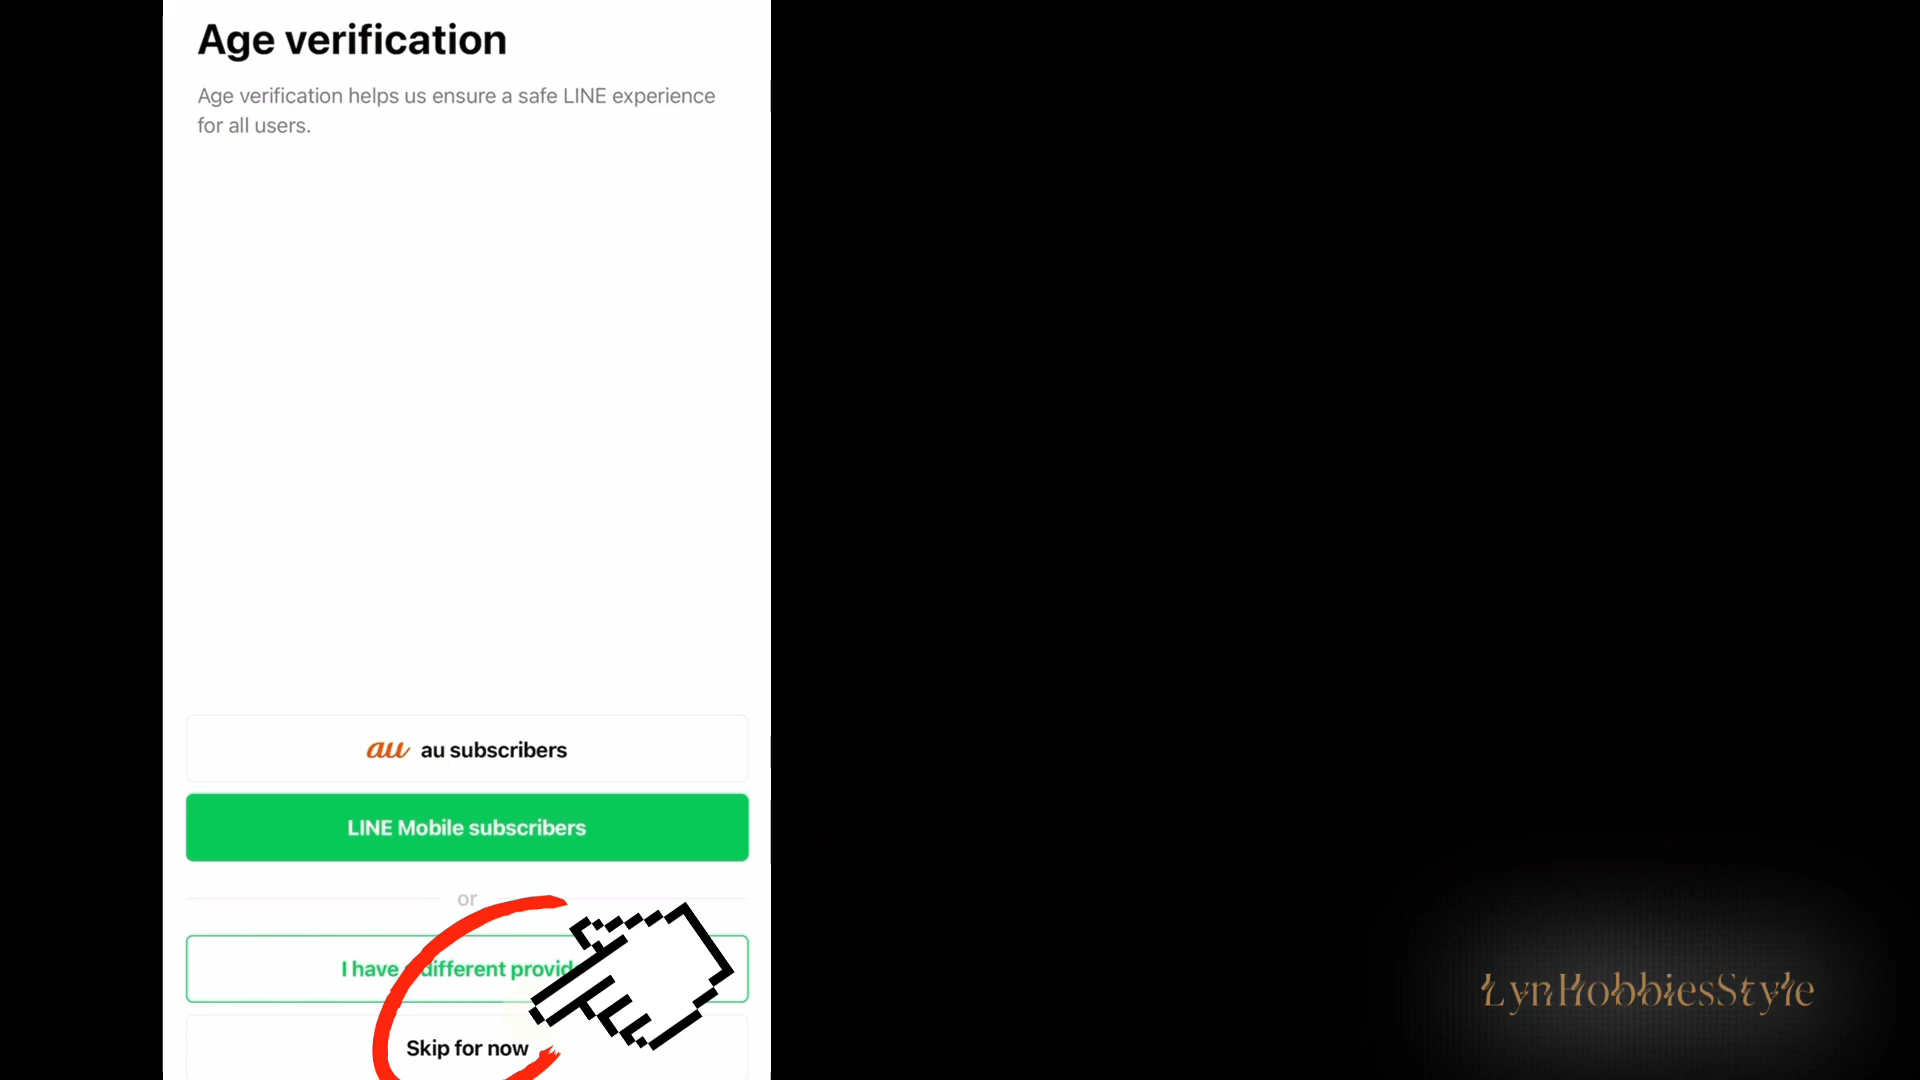 Age verification
Age verification helps us ensure a safe LINE experience
for all users.
au au subscribers
LINE Mobile subscribers
or
I have different
Skip for now
LynHobbiesStyle